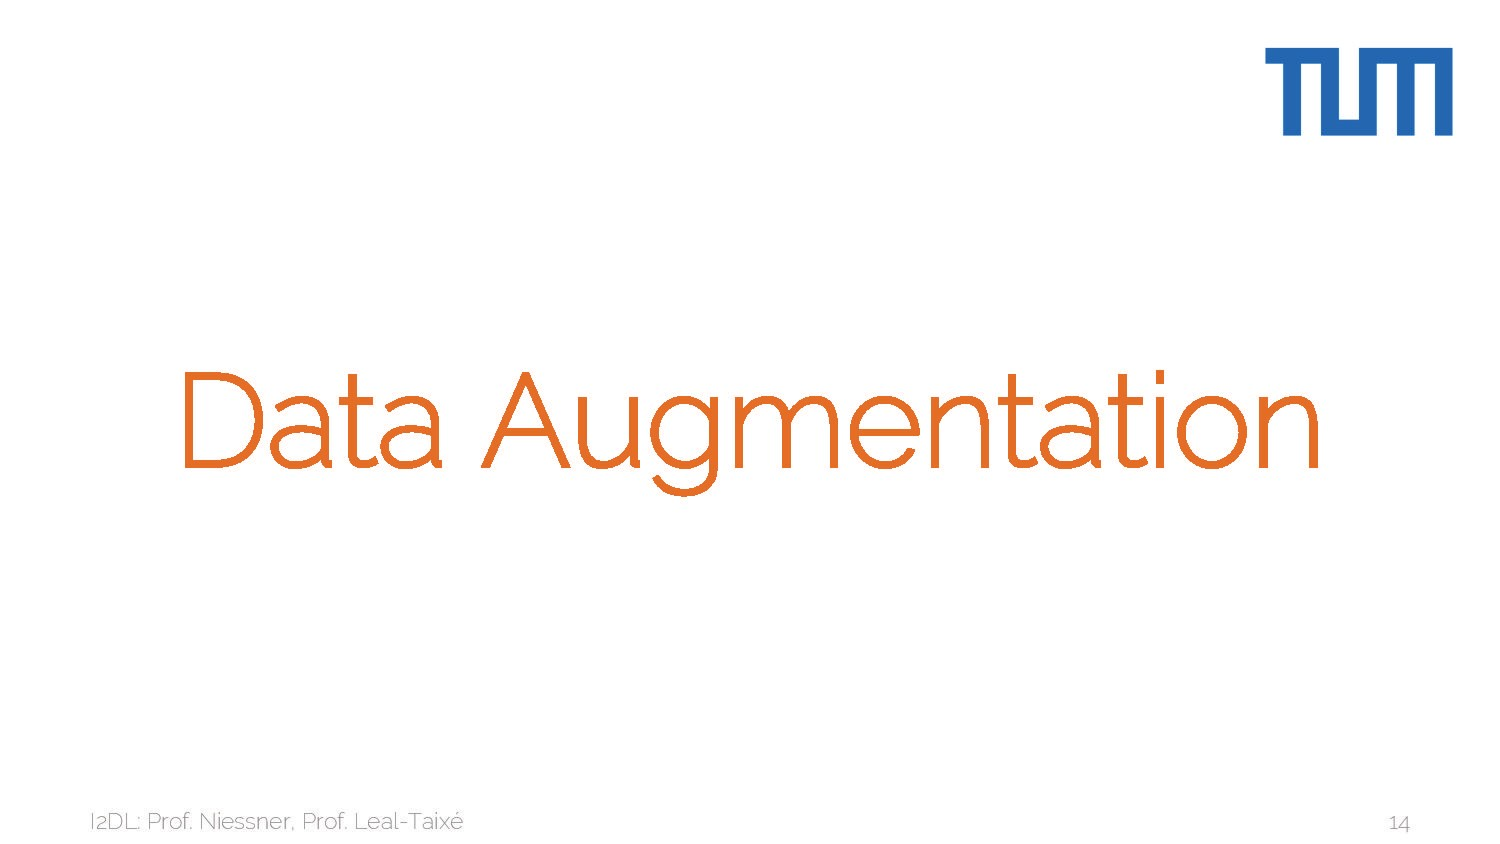 TUM
Data Augmentation
I2DL: Prof. Niessner, Prof. Leal-Taixé
14